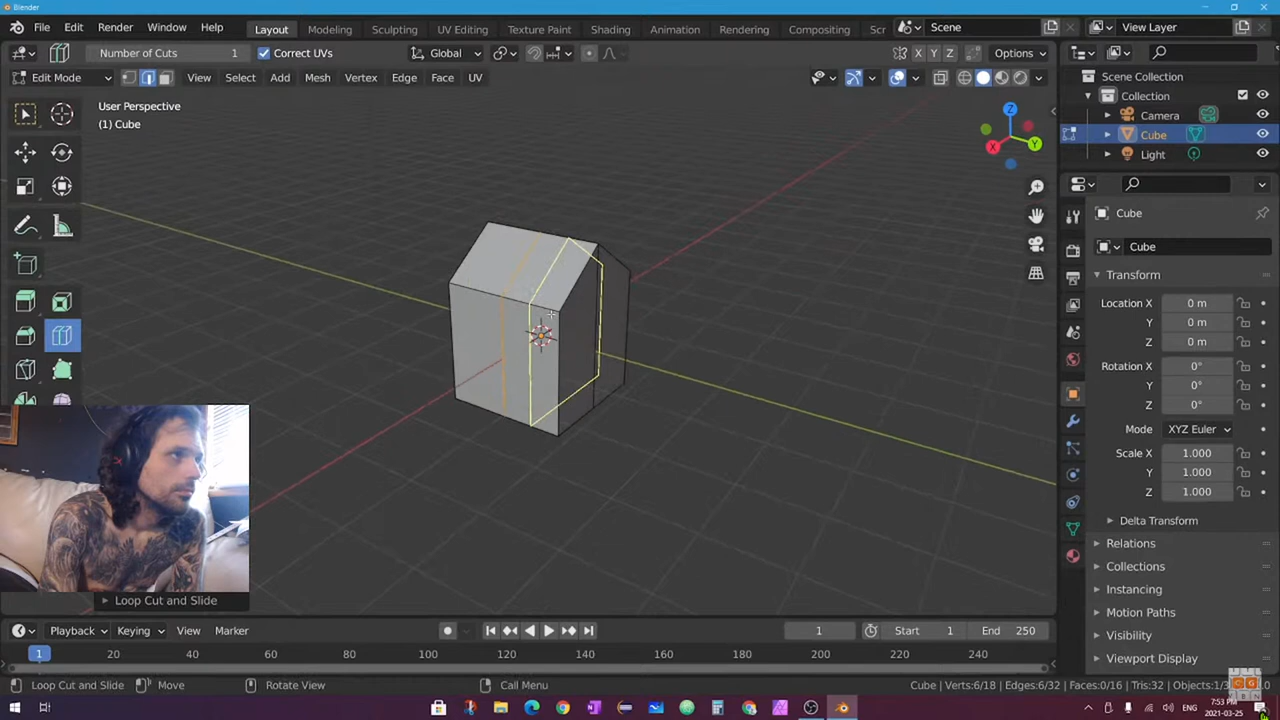 Blender
File Edit Render Window Help
Layout Modeling Sculpting UV Editing Texture Paint Shading Animation Rendering Compositing Scr
Scene
View Layer
Number of Cuts 1
Correct UVs
Global
X Y Z
Options
Edit Mode
View Select Add Mesh Vertex Edge Face UV
User Perspective
(1) Cube
Z
Y
X
Scene Collection
Collection
Camera
Cube
Light
Cube
Cube
Transform
Location X 0 m
Y 0 m
Z 0 m
Rotation X 0°
Y 0°
Z 0°
Mode XYZ Euler
Scale X 1.000
Y 1.000
Z 1.000
Delta Transform
Relations
Collections
Instancing
Motion Paths
Visibility
Viewport Display
Loop Cut and Slide
Playback Keying View Marker
1
Start 1
End 250
1 20 40 60 80 100 120 140 160 180 200 220 240
Loop Cut and Slide Move Rotate View Call Menu
Cube | Verts:6/18 | Edges:6/32 | Faces:0/16 | Tris:32 | Objects:1/
ENG
7:53 PM
2021-03-25